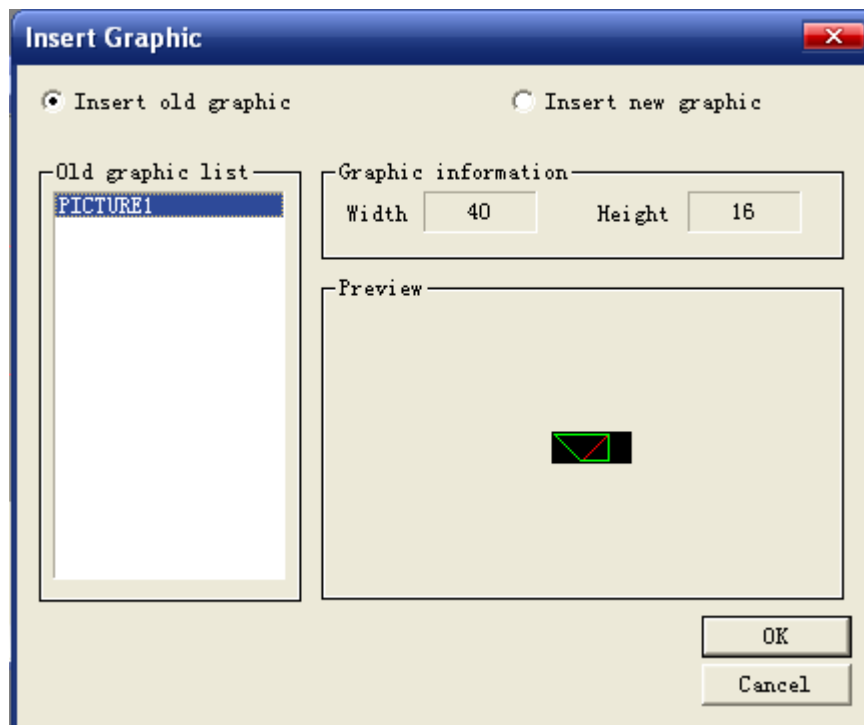 Insert Graphic
Insert old graphic
Insert new graphic
Old graphic list
PICTURE1
Graphic information
Width 40 Height 16
Preview
OK
Cancel